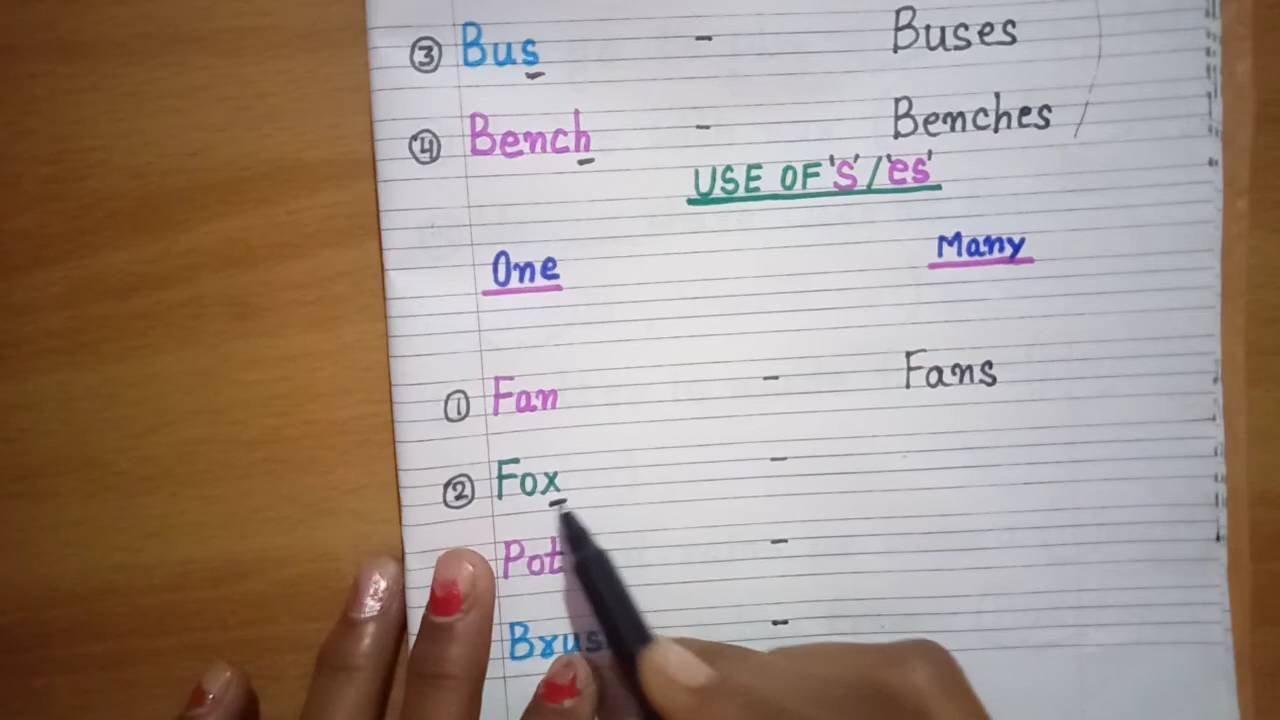 ③ Bus - Buses
④ Bench - Benches
USE OF 's' / 'es'
One Many
① Fan - Fans
② Fox -
Pot -
-